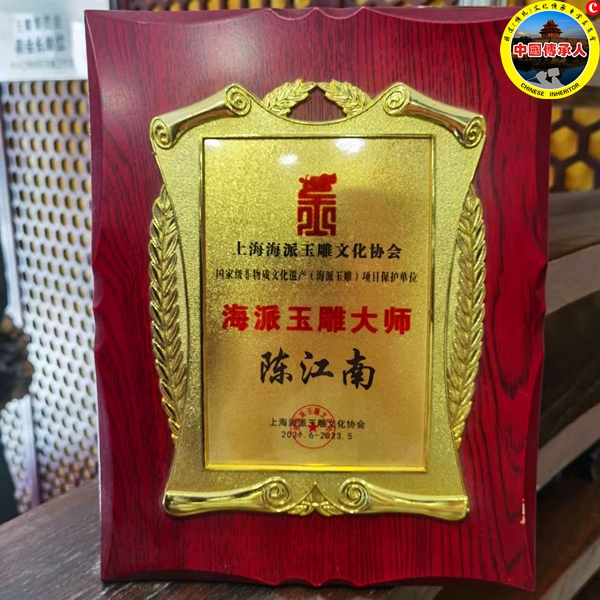 中國傳承人
CHINESE INHERITOR
C
上海海派玉雕文化协会
国家级非物质文化遗产（海派玉雕）项目保护单位
海派玉雕大师
陈江南
上海海派玉雕文化协会
2021.6-2023.5